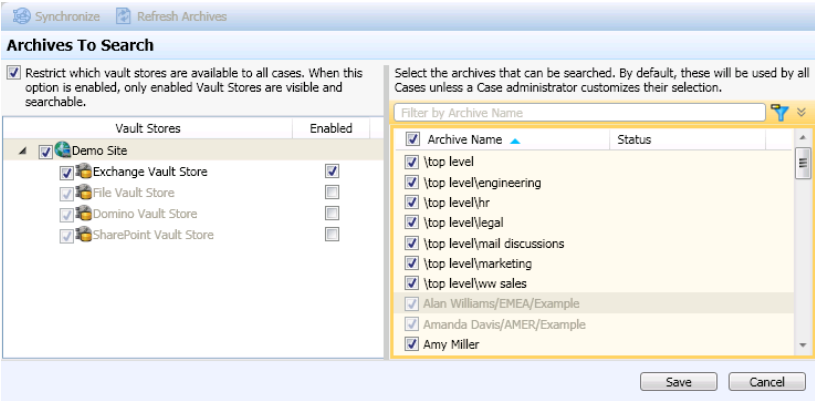 Synchronize Refresh Archives
Archives To Search
Restrict which vault stores are available to all cases. When this
option is enabled, only enabled Vault Stores are visible and
searchable.
Vault Stores Enabled
Demo Site
Exchange Vault Store
File Vault Store
Domino Vault Store
SharePoint Vault Store
Select the archives that can be searched. By default, these will be used by all
Cases unless a Case administrator customizes their selection.
Filter by Archive Name
Archive Name Status
\top level
\top level\engineering
\top level\hr
\top level\legal
\top level\mail discussions
\top level\marketing
\top level\ww sales
Alan Williams/EMEA/Example
Amanda Davis/AMER/Example
Amy Miller
Save Cancel